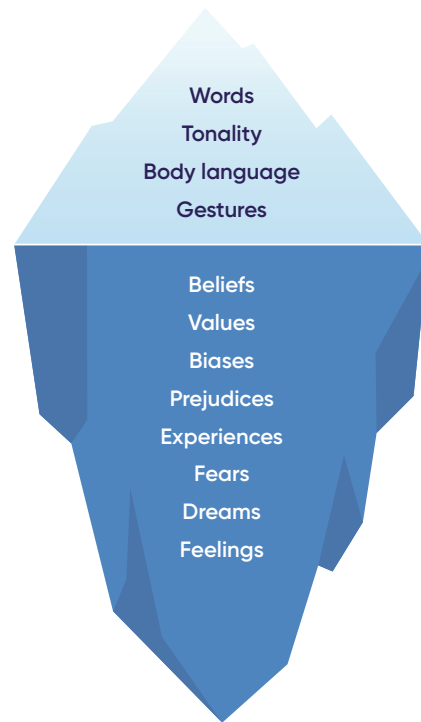 Words
Tonality
Body language
Gestures
Beliefs
Values
Biases
Prejudices
Experiences
Fears
Dreams
Feelings